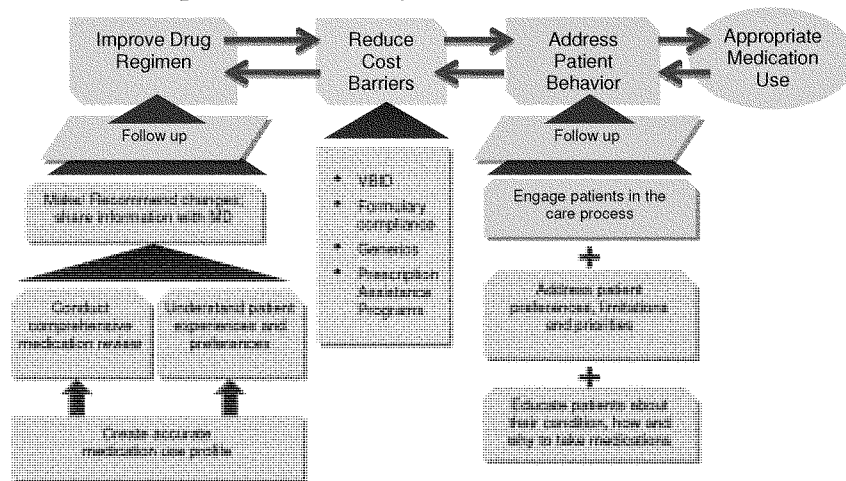 Improve Drug
Regimen
Reduce
Cost
Barriers
Address
Patient
Behavior
Appropriate
Medication
Use
Follow up
Follow up
Make/ Recommend changes;
share information with MD
• VBID
• Formulary
compliance
• Generics
• Prescription
Assistance
Programs
Engage patients in the
care process
+
Conduct
comprehensive
medication review
Understand patient
experiences and
preferences
Address patient
preferences, limitations
and priorities
+
Create accurate
medication use profile
Educate patients about
their condition, how and
why to take medications